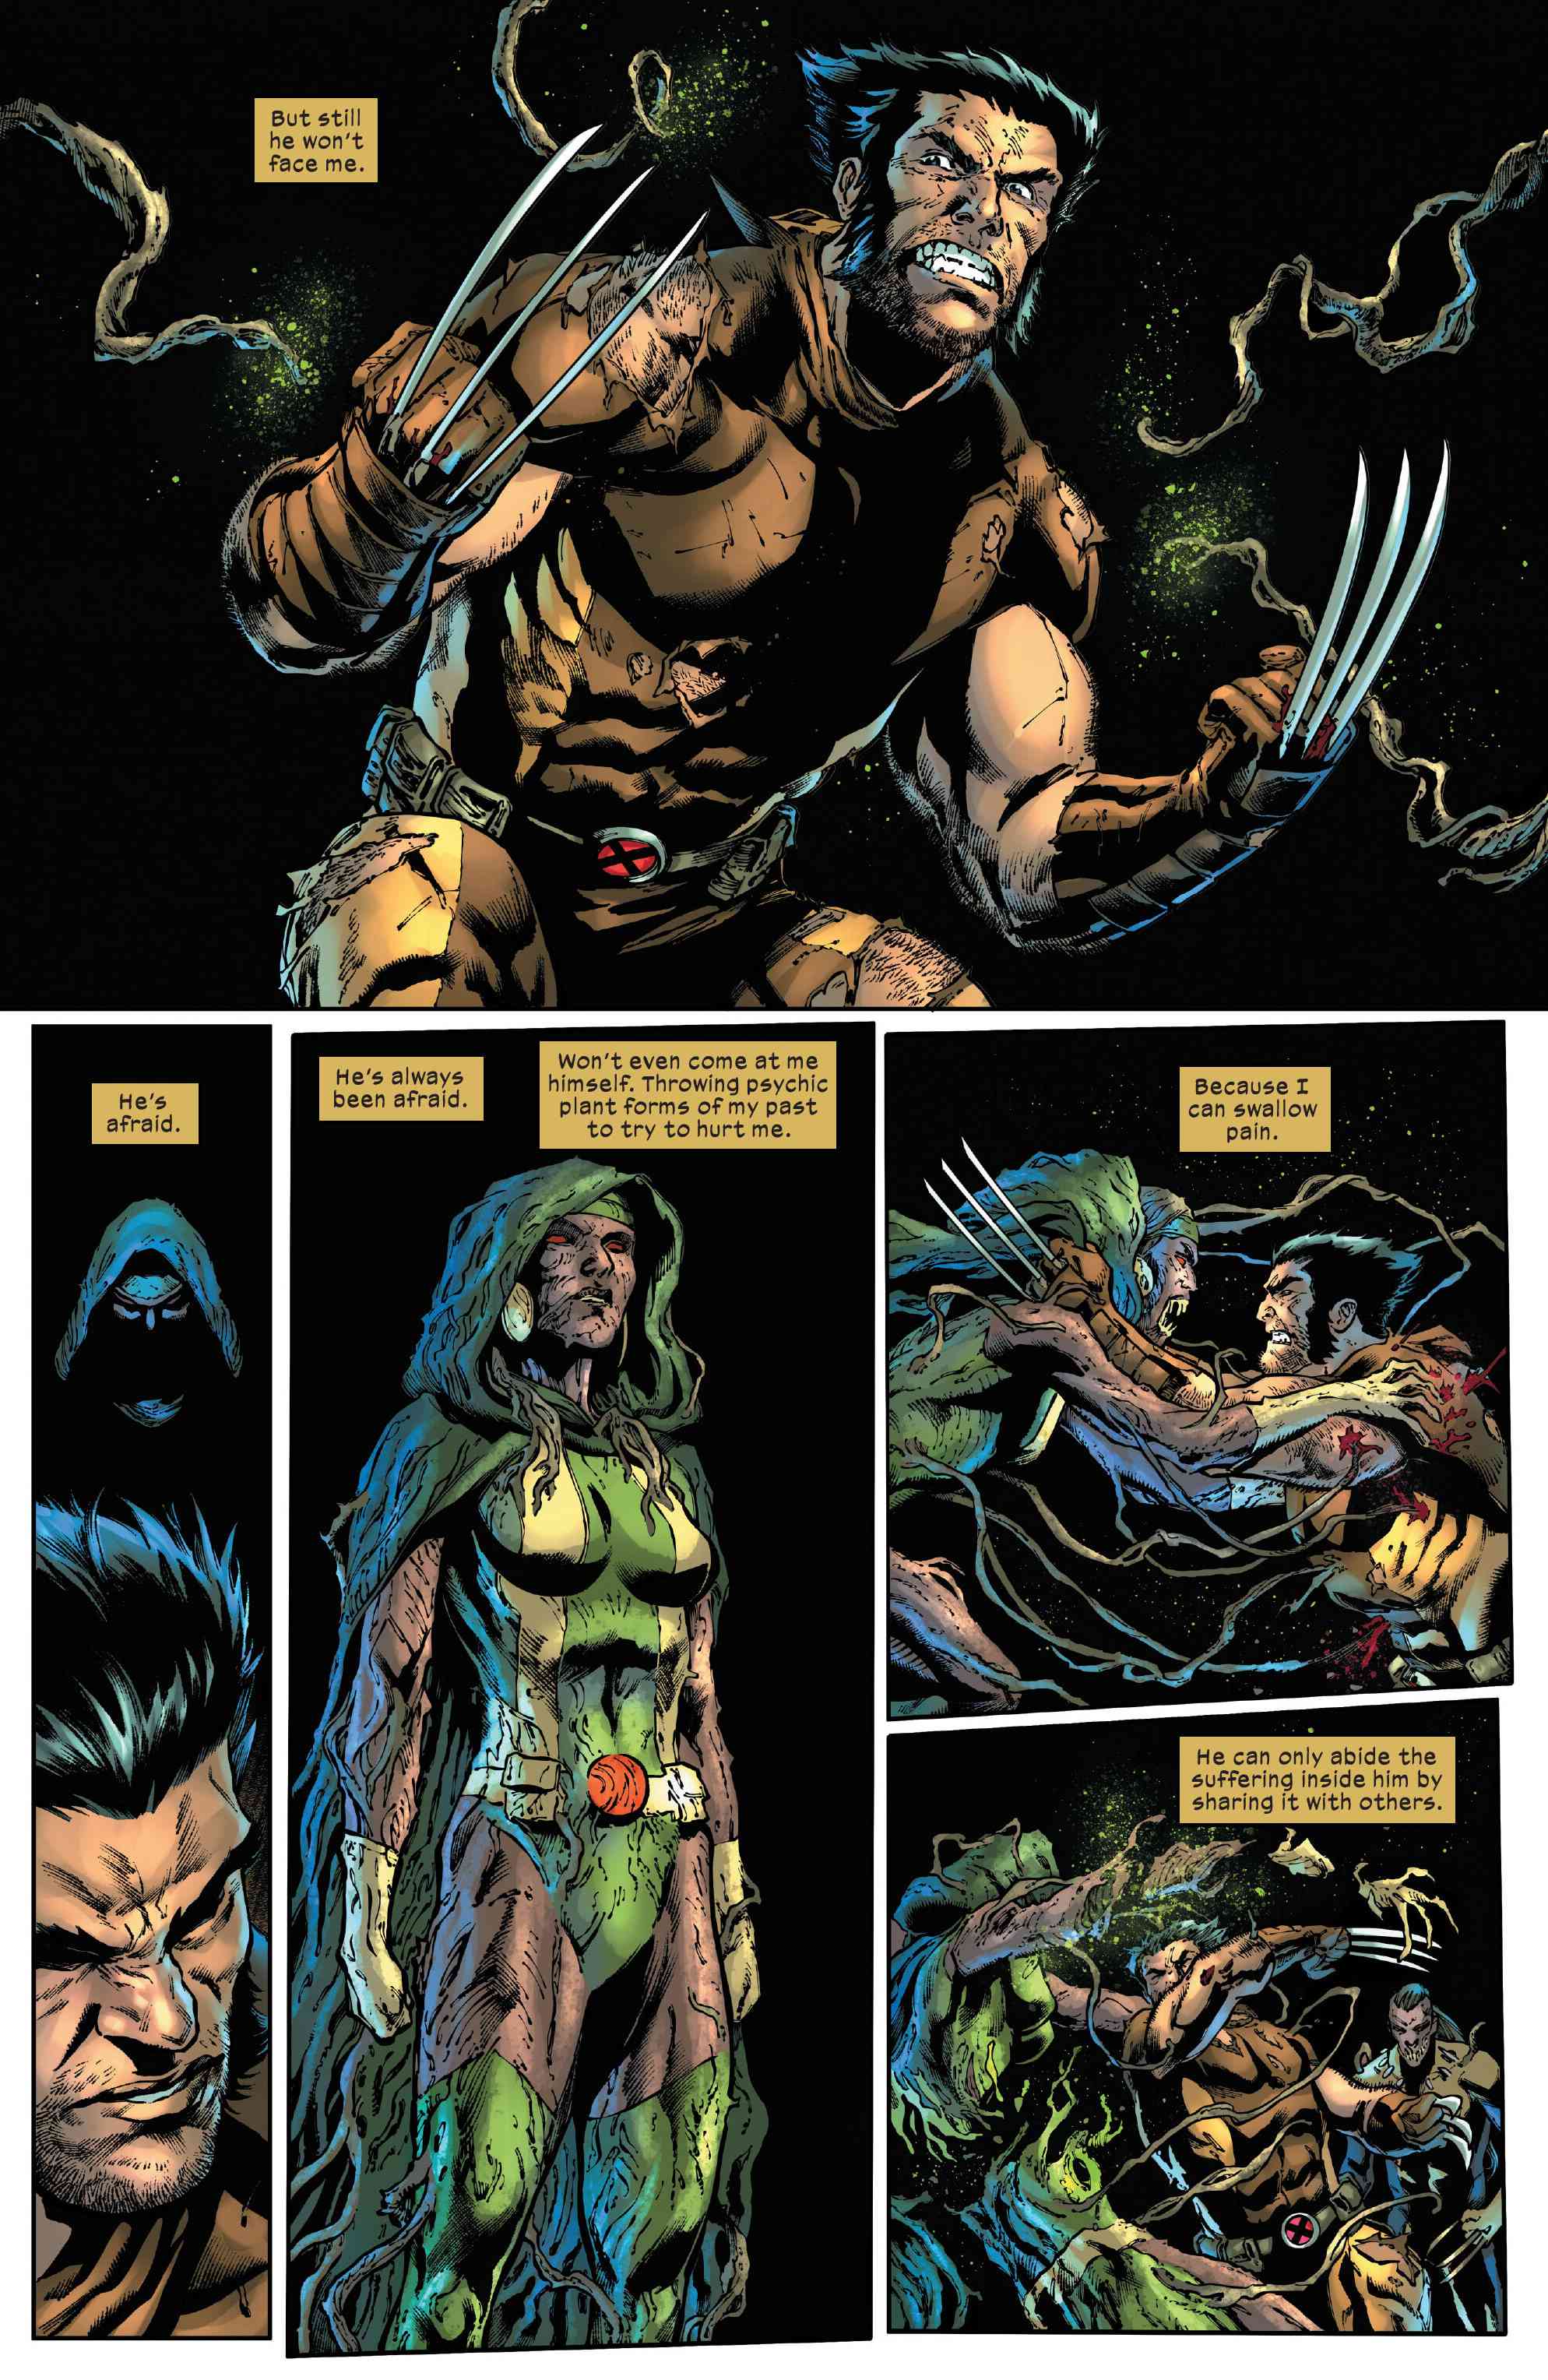 But still
he won't
face me.
He's
afraid.
He's always
been afraid.
Won't even come at me
himself. Throwing psychic
plant forms of my past
to try to hurt me.
Because I
can swallow
pain.
He can only abide the
suffering inside him by
sharing it with others.